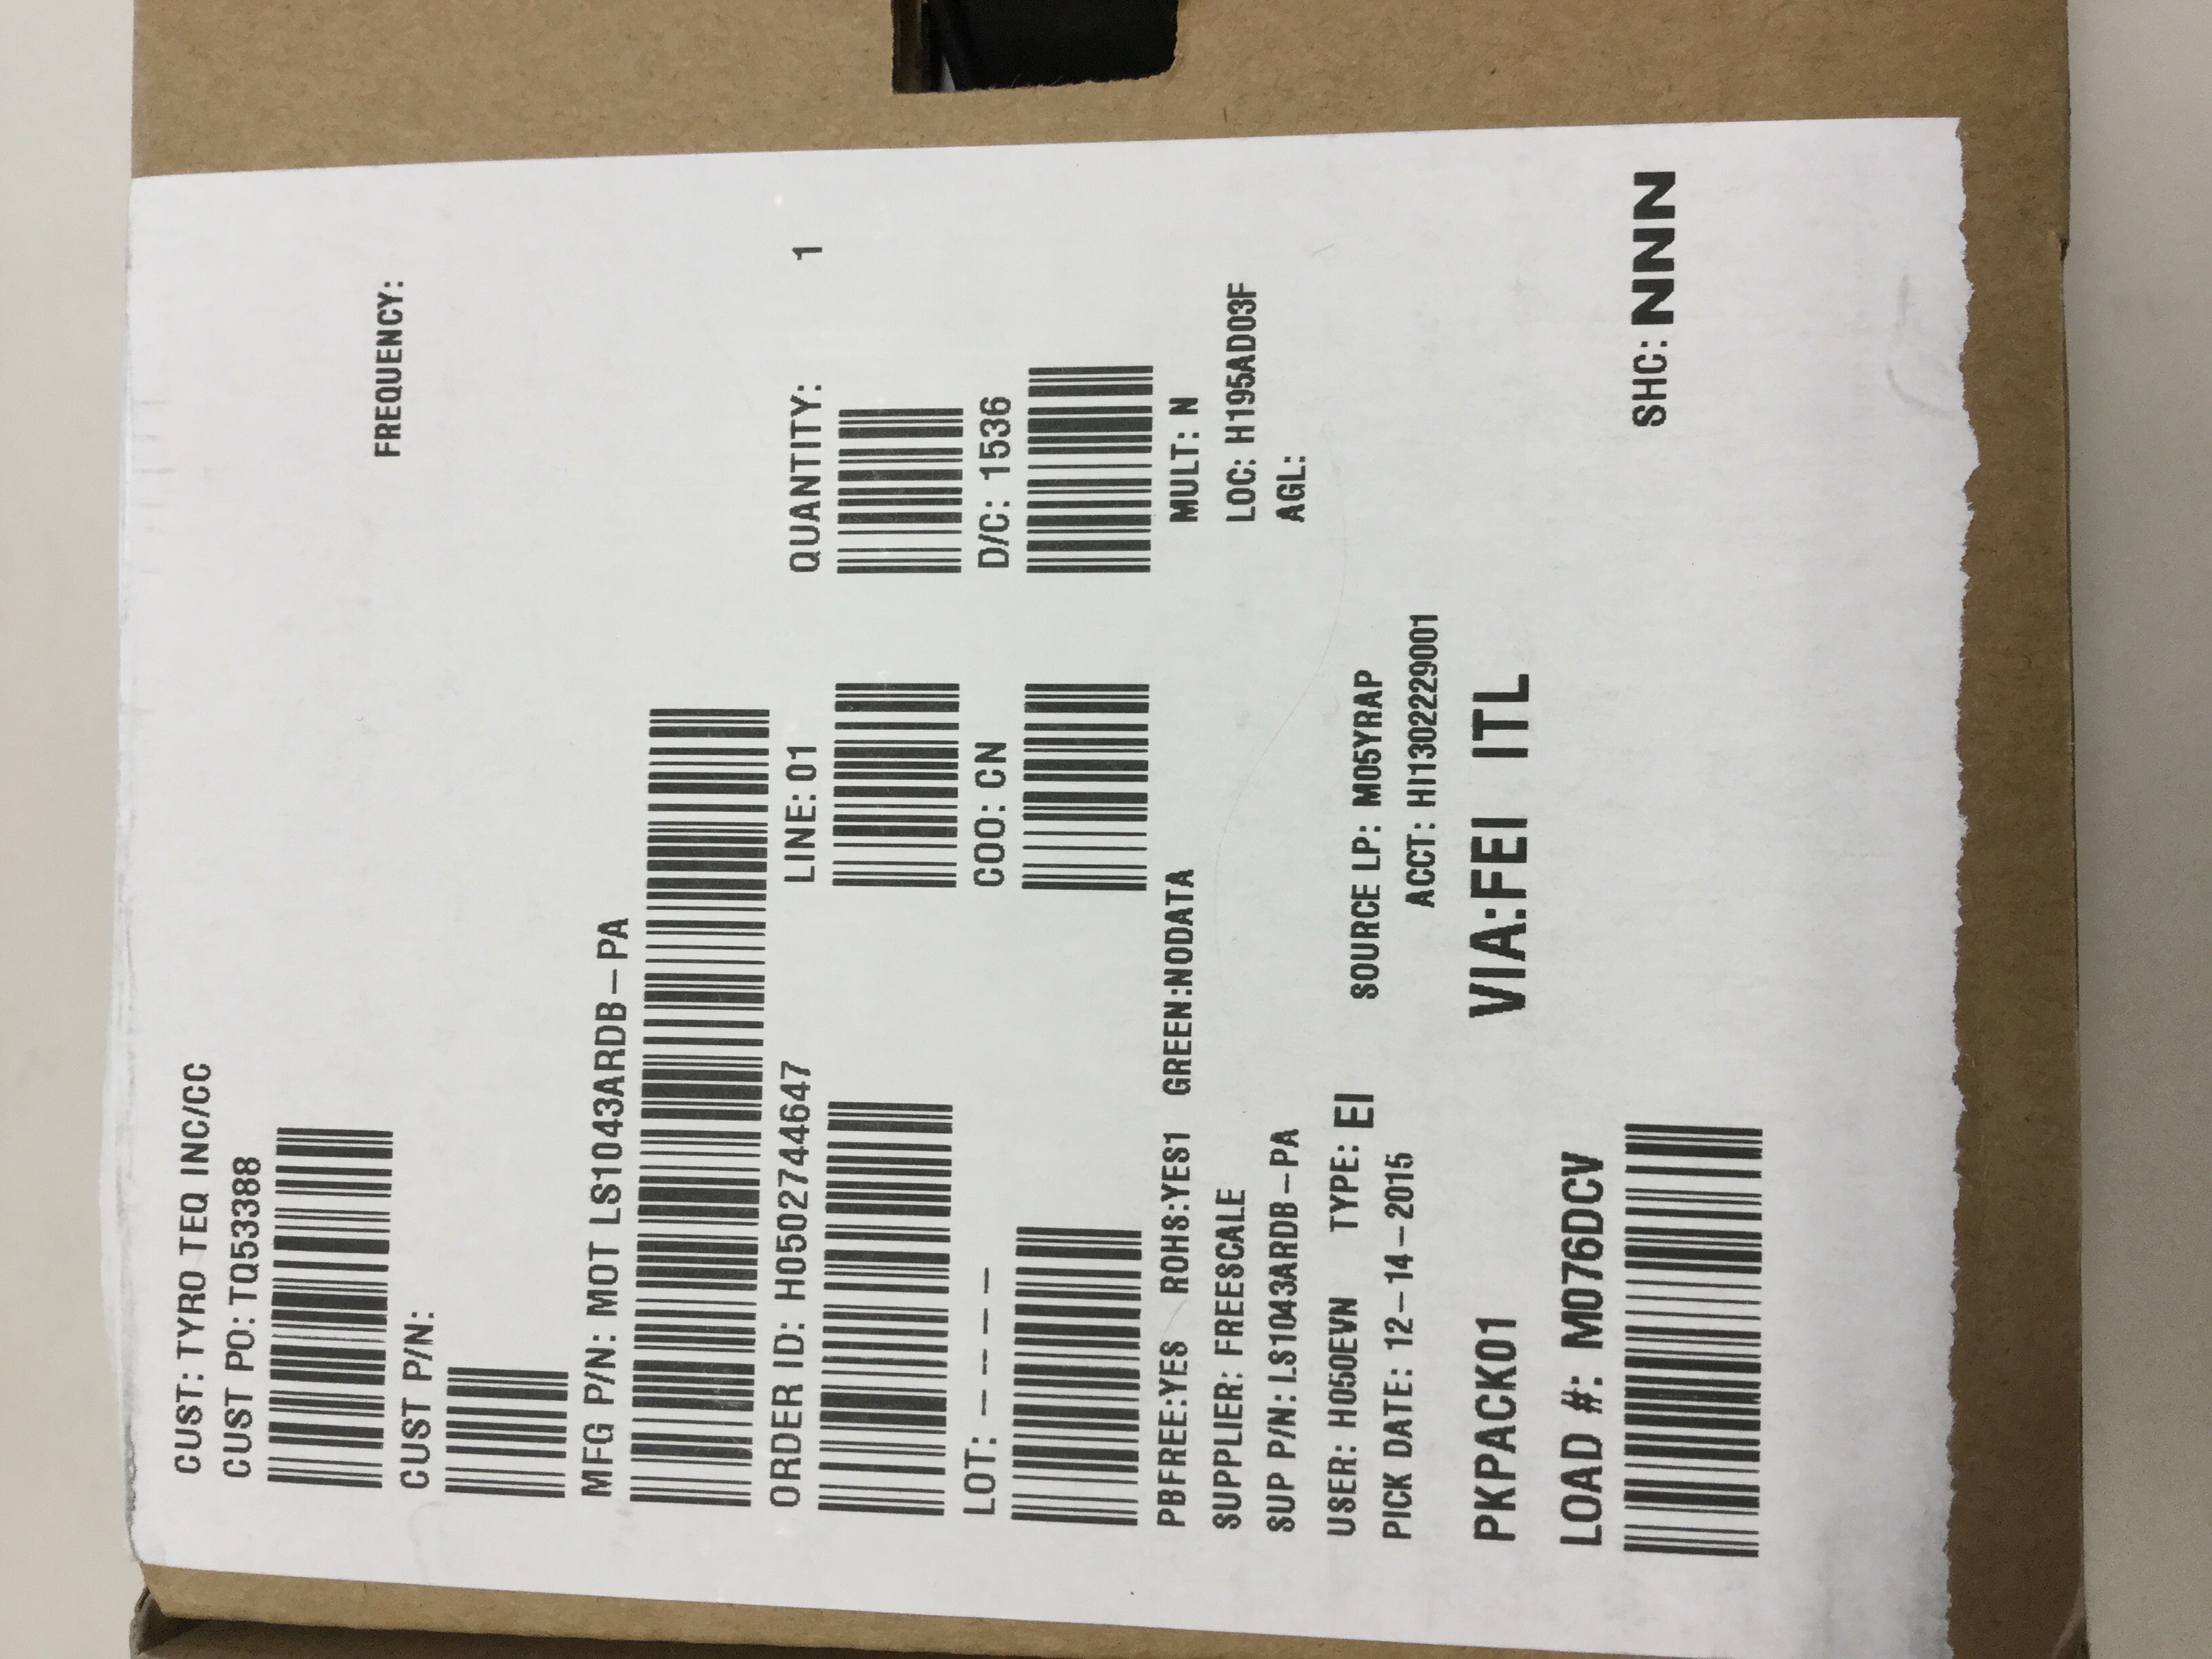 CUST: TYRO TEQ INC/CC
CUST PO: TQ53388
FREQUENCY:
CUST P/N:
MFG P/N: MOT LS1043ARDB-PA
ORDER ID: H0502744647
LINE: 01
QUANTITY: 1
LOT: ----
COO: CN
D/C: 1536
PBFREE:YES ROHS:YES1 GREEN:NODATA
MULT: N
SUPPLIER: FREESCALE
LOC: H195AD03F
SUP P/N: LS1043ARDB-PA
AGL:
USER: H050EVN TYPE: EI
SOURCE LP: M05YRAP
PICK DATE: 12-14-2015
ACCT: HI1302229001
PKPACK01
VIA:FEI ITL
LOAD #: M076DCV
SHC: NNN